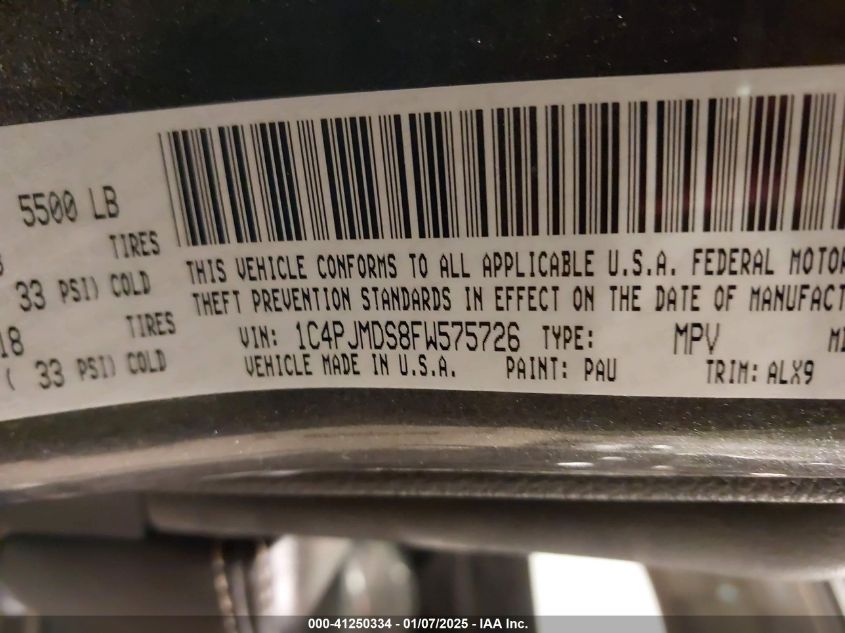 5500 LB
TIRES
33 PSI) COLD
18 TIRES
( 33 PSI) COLD
THIS VEHICLE CONFORMS TO ALL APPLICABLE U.S.A. FEDERAL MOTOR
THEFT PREVENTION STANDARDS IN EFFECT ON THE DATE OF MANUFACT
VIN: 1C4PJMDS8FW575726 TYPE: MPV
VEHICLE MADE IN U.S.A. PAINT: PAU TRIM: ALX9
000-41250334 - 01/07/2025 - IAA Inc.